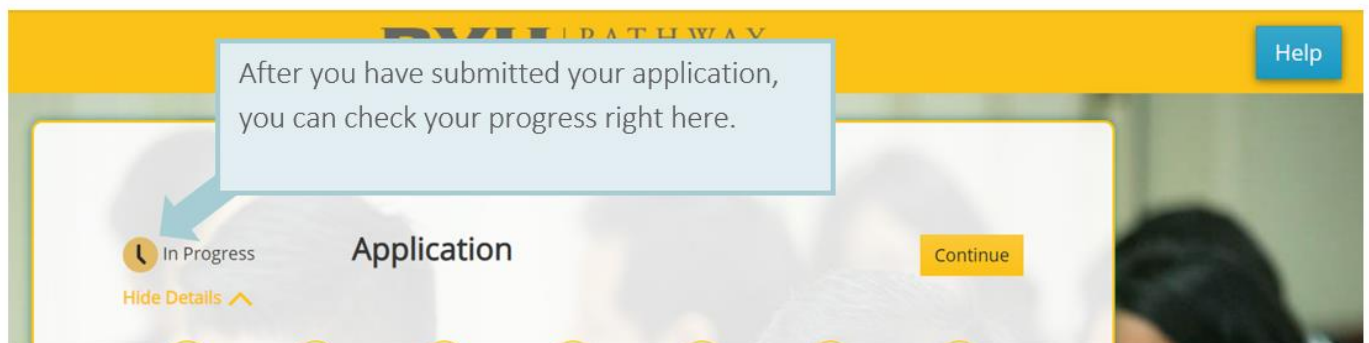 PATHWAY
Help
After you have submitted your application,
you can check your progress right here.
In Progress
Application
Continue
Hide Details